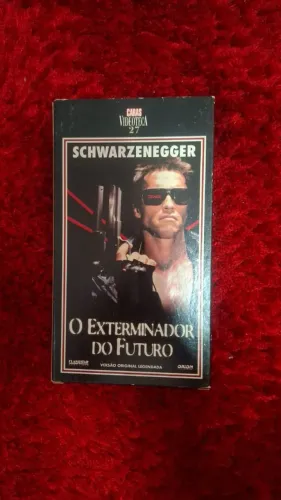 CARAS
VIDEOTECA
27
SCHWARZENEGGER
O EXTERMINADOR
DO FUTURO
VERSÃO ORIGINAL LEGENDADA